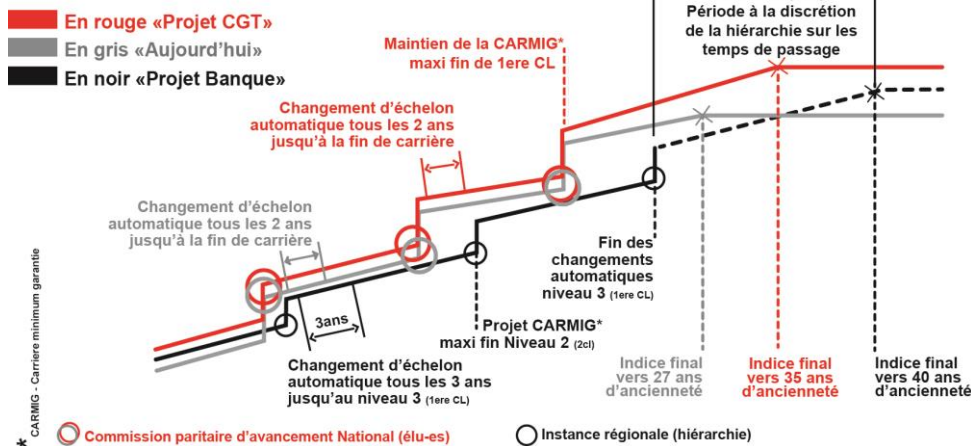 En rouge «Projet CGT»
En gris «Aujourd'hui»
En noir «Projet Banque»
Maintien de la CARMIG*
maxi fin de 1ere CL
Période à la discrétion
de la hiérarchie sur les
temps de passage
Changement d'échelon
automatique tous les 2 ans
jusqu'à la fin de carrière
Changement d'échelon
automatique tous les 2 ans
jusqu'à la fin de carrière
3ans
Changement d'échelon
automatique tous les 3 ans
jusqu'au niveau 3 (1ere CL)
Projet CARMIG*
maxi fin Niveau 2 (2cl)
Fin des
changements
automatiques
niveau 3 (1ere CL)
Indice final
vers 27 ans
d'ancienneté
Indice final
vers 35 ans
d'ancienneté
Indice final
vers 40 ans
d'ancienneté
* CARMIG - Carriere minimum garantie
Commission paritaire d'avancement National (élu-es)
Instance régionale (hiérarchie)